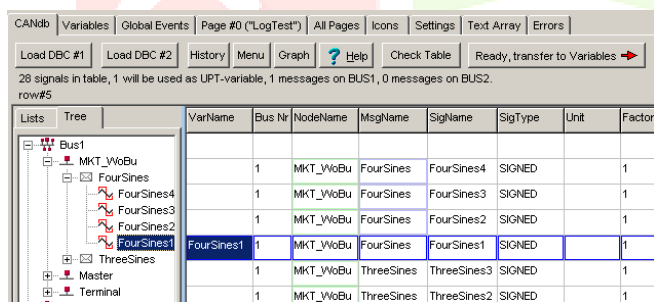 CANdb Variables Global Events Page #0 ("LogTest") All Pages Icons Settings Text Array Errors
Load DBC #1 Load DBC #2 History Menu Graph ? Help Check Table Ready, transfer to Variables
28 signals in table, 1 will be used as UPT-variable, 1 messages on BUS1, 0 messages on BUS2.
row#5
Lists Tree
Bus1
MKT_WoBu
FourSines
FourSines4
FourSines3
FourSines2
FourSines1
ThreeSines
Master
Terminal
VarName Bus Nr NodeName MsgName SigName SigType Unit Factor
1 MKT_WoBu FourSines FourSines4 SIGNED 1
1 MKT_WoBu FourSines FourSines3 SIGNED 1
1 MKT_WoBu FourSines FourSines2 SIGNED 1
FourSines1 1 MKT_WoBu FourSines FourSines1 SIGNED 1
1 MKT_WoBu ThreeSines ThreeSines3 SIGNED 1
1 MKT_WoBu ThreeSines ThreeSines2 SIGNED 1